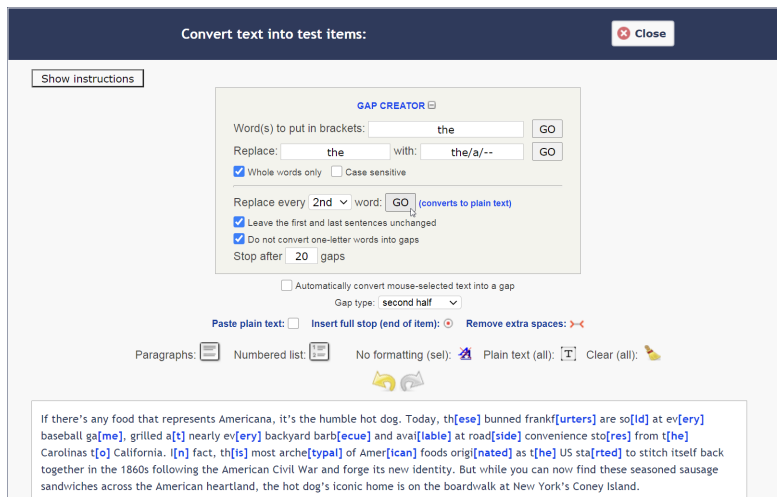 Convert text into test items:
Close
Show instructions
GAP CREATOR
Word(s) to put in brackets: the GO
Replace: the with: the/a/-- GO
Whole words only Case sensitive
Replace every 2nd word: GO (converts to plain text)
Leave the first and last sentences unchanged
Do not convert one-letter words into gaps
Stop after 20 gaps
Automatically convert mouse-selected text into a gap
Gap type: second half
Paste plain text: Insert full stop (end of item): Remove extra spaces:
Paragraphs: Numbered list: No formatting (sel): Plain text (all): T Clear (all):
If there's any food that represents Americana, it's the humble hot dog. Today, th[ese] bunned frankf[urters] are so[ld] at ev[ery]
baseball ga[me], grilled a[t] nearly ev[ery] backyard barb[ecue] and avai[lable] at road[side] convenience sto[res] from t[he]
Carolinas t[o] California. I[n] fact, th[is] most arche[typal] of Amer[ican] foods origi[nated] as t[he] US sta[rted] to stitch itself back
together in the 1860s following the American Civil War and forge its new identity. But while you can now find these seasoned sausage
sandwiches across the American heartland, the hot dog's iconic home is on the boardwalk at New York's Coney Island.